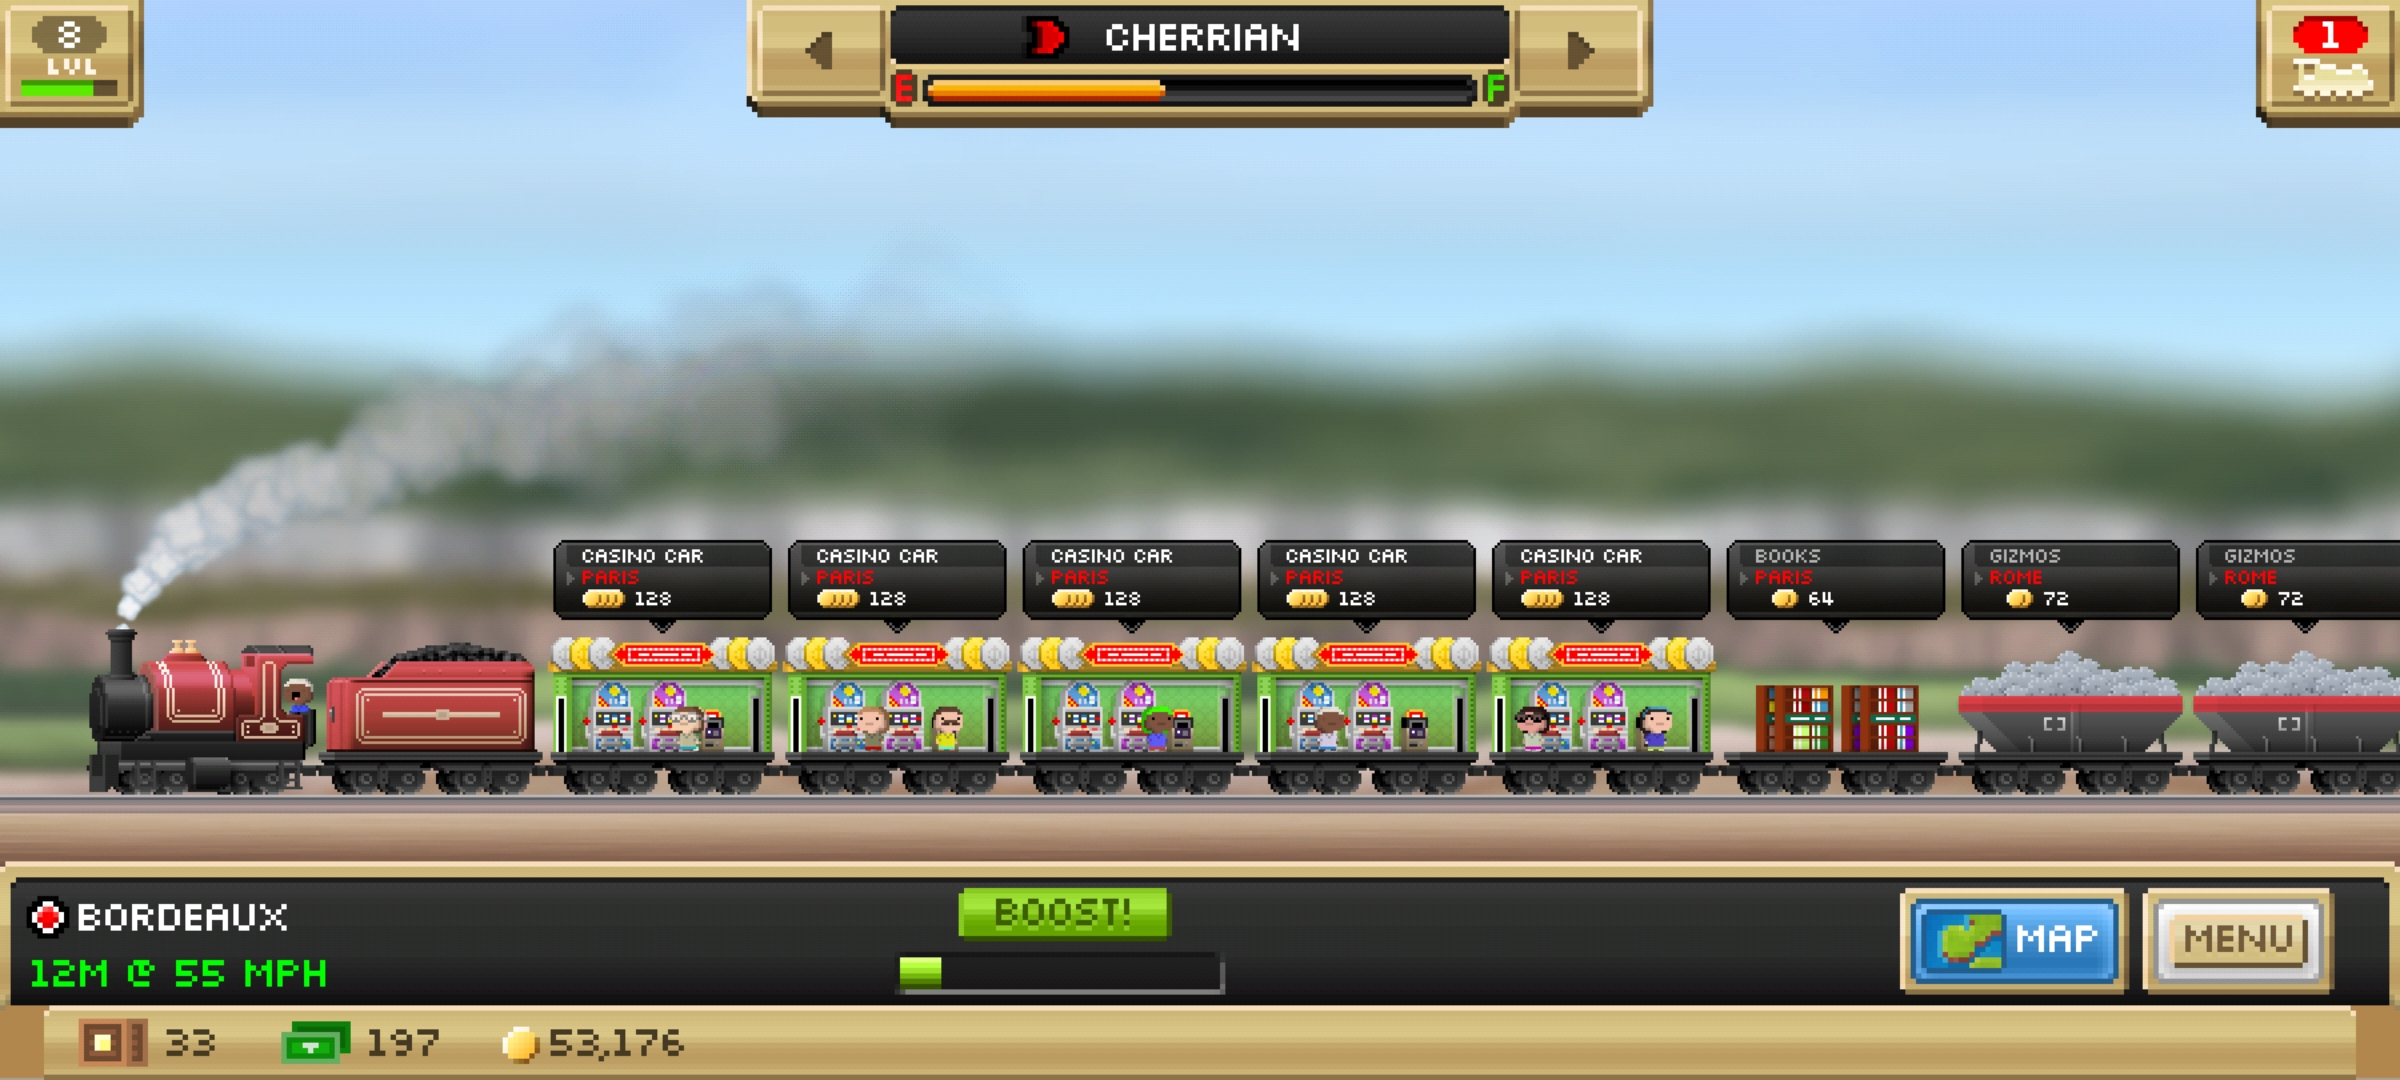 8
LVL
CHERRIAN
E F
1
CASINO CAR
PARIS
128
CASINO CAR
PARIS
128
CASINO CAR
PARIS
128
CASINO CAR
PARIS
128
CASINO CAR
PARIS
128
BOOKS
PARIS
64
GIZMOS
ROME
72
GIZMOS
ROME
72
BORDEAUX
12M @ 55 MPH
BOOST!
MAP
MENU
33
197
53,176